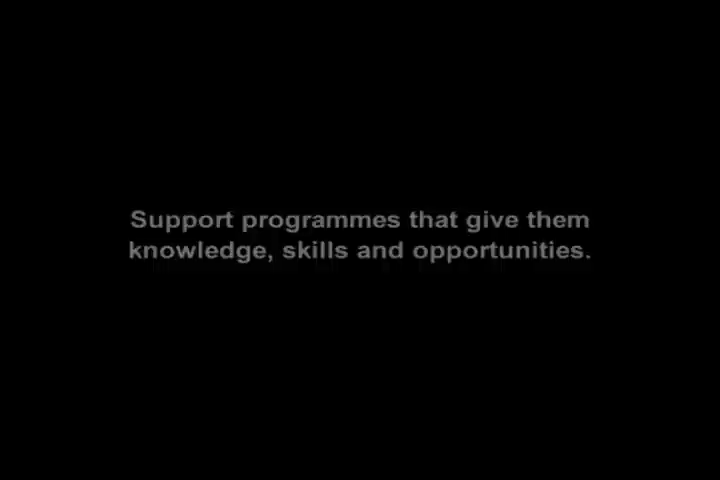 Support programmes that give them
knowledge, skills and opportunities.